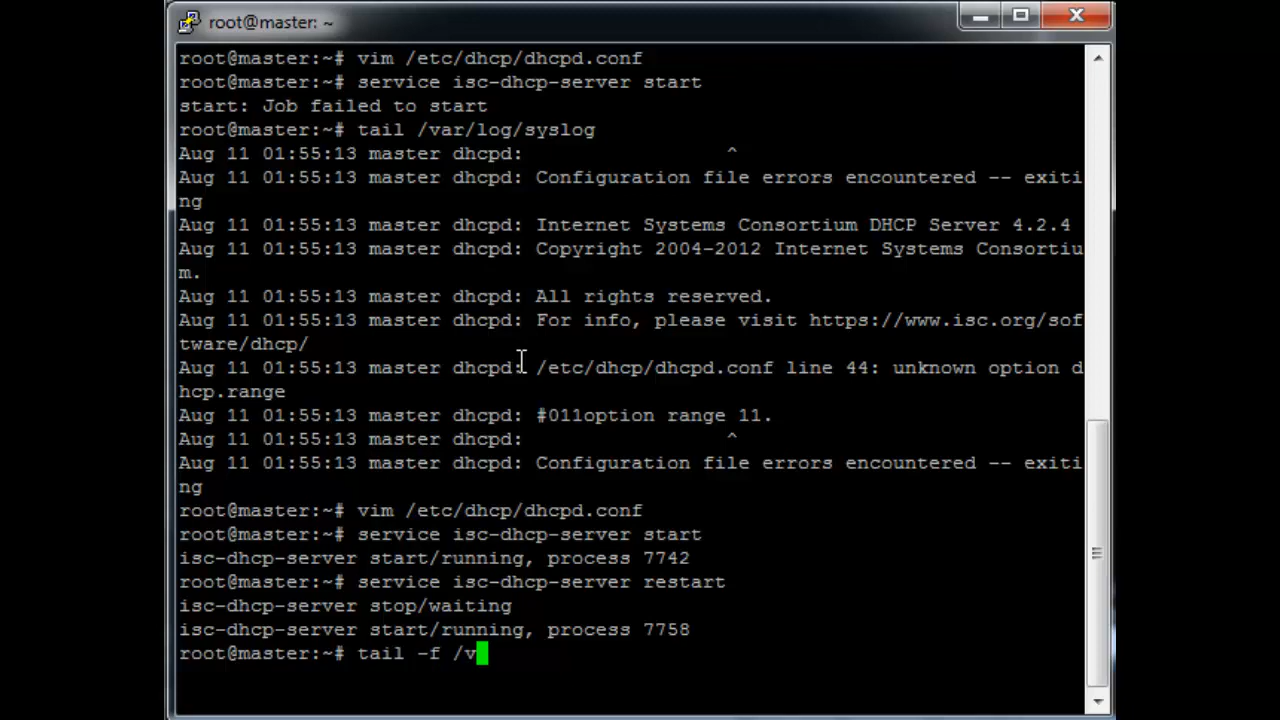 root@master: ~
root@master:~# vim /etc/dhcp/dhcpd.conf
root@master:~# service isc-dhcp-server start
start: Job failed to start
root@master:~# tail /var/log/syslog
Aug 11 01:55:13 master dhcpd:                 ^
Aug 11 01:55:13 master dhcpd: Configuration file errors encountered -- exiti
ng
Aug 11 01:55:13 master dhcpd: Internet Systems Consortium DHCP Server 4.2.4
Aug 11 01:55:13 master dhcpd: Copyright 2004-2012 Internet Systems Consortiu
m.
Aug 11 01:55:13 master dhcpd: All rights reserved.
Aug 11 01:55:13 master dhcpd: For info, please visit https://www.isc.org/sof
tware/dhcp/
Aug 11 01:55:13 master dhcpd: /etc/dhcp/dhcpd.conf line 44: unknown option d
hcp.range
Aug 11 01:55:13 master dhcpd: #011option range 11.
Aug 11 01:55:13 master dhcpd:                 ^
Aug 11 01:55:13 master dhcpd: Configuration file errors encountered -- exiti
ng
root@master:~# vim /etc/dhcp/dhcpd.conf
root@master:~# service isc-dhcp-server start
isc-dhcp-server start/running, process 7742
root@master:~# service isc-dhcp-server restart
isc-dhcp-server stop/waiting
isc-dhcp-server start/running, process 7758
root@master:~# tail -f /v